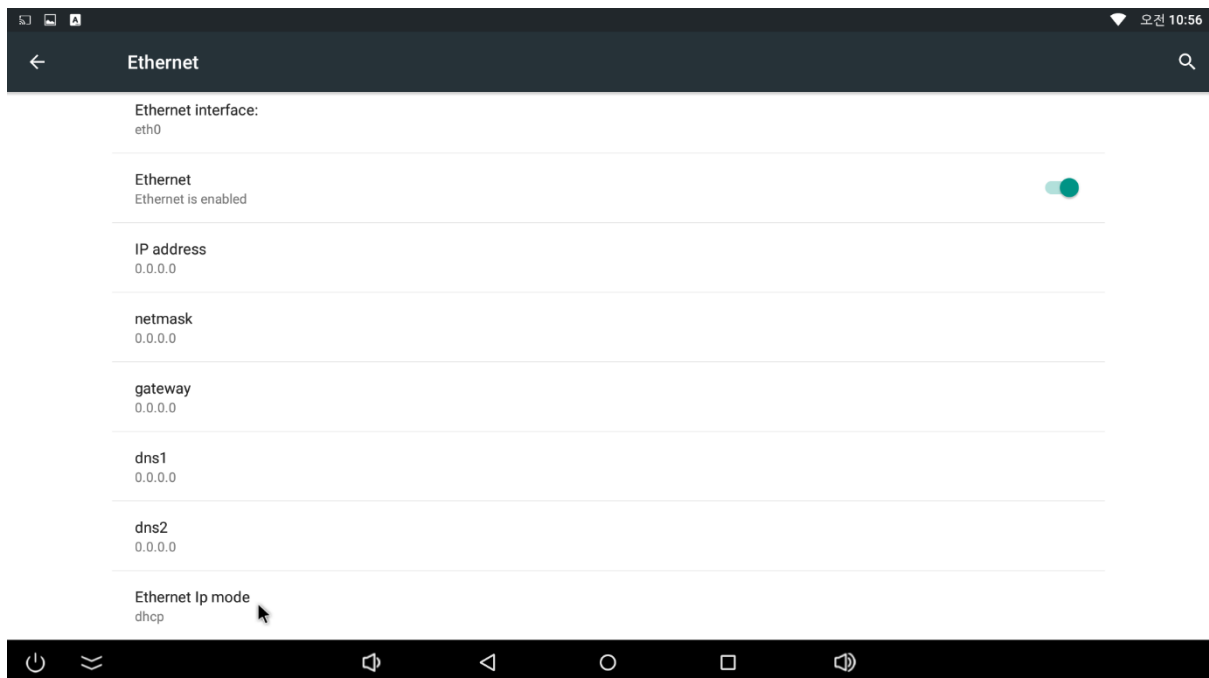 A
오전 10:56
Ethernet
Ethernet interface:
eth0
Ethernet
Ethernet is enabled
IP address
0.0.0.0
netmask
0.0.0.0
gateway
0.0.0.0
dns1
0.0.0.0
dns2
0.0.0.0
Ethernet Ip mode
dhcp